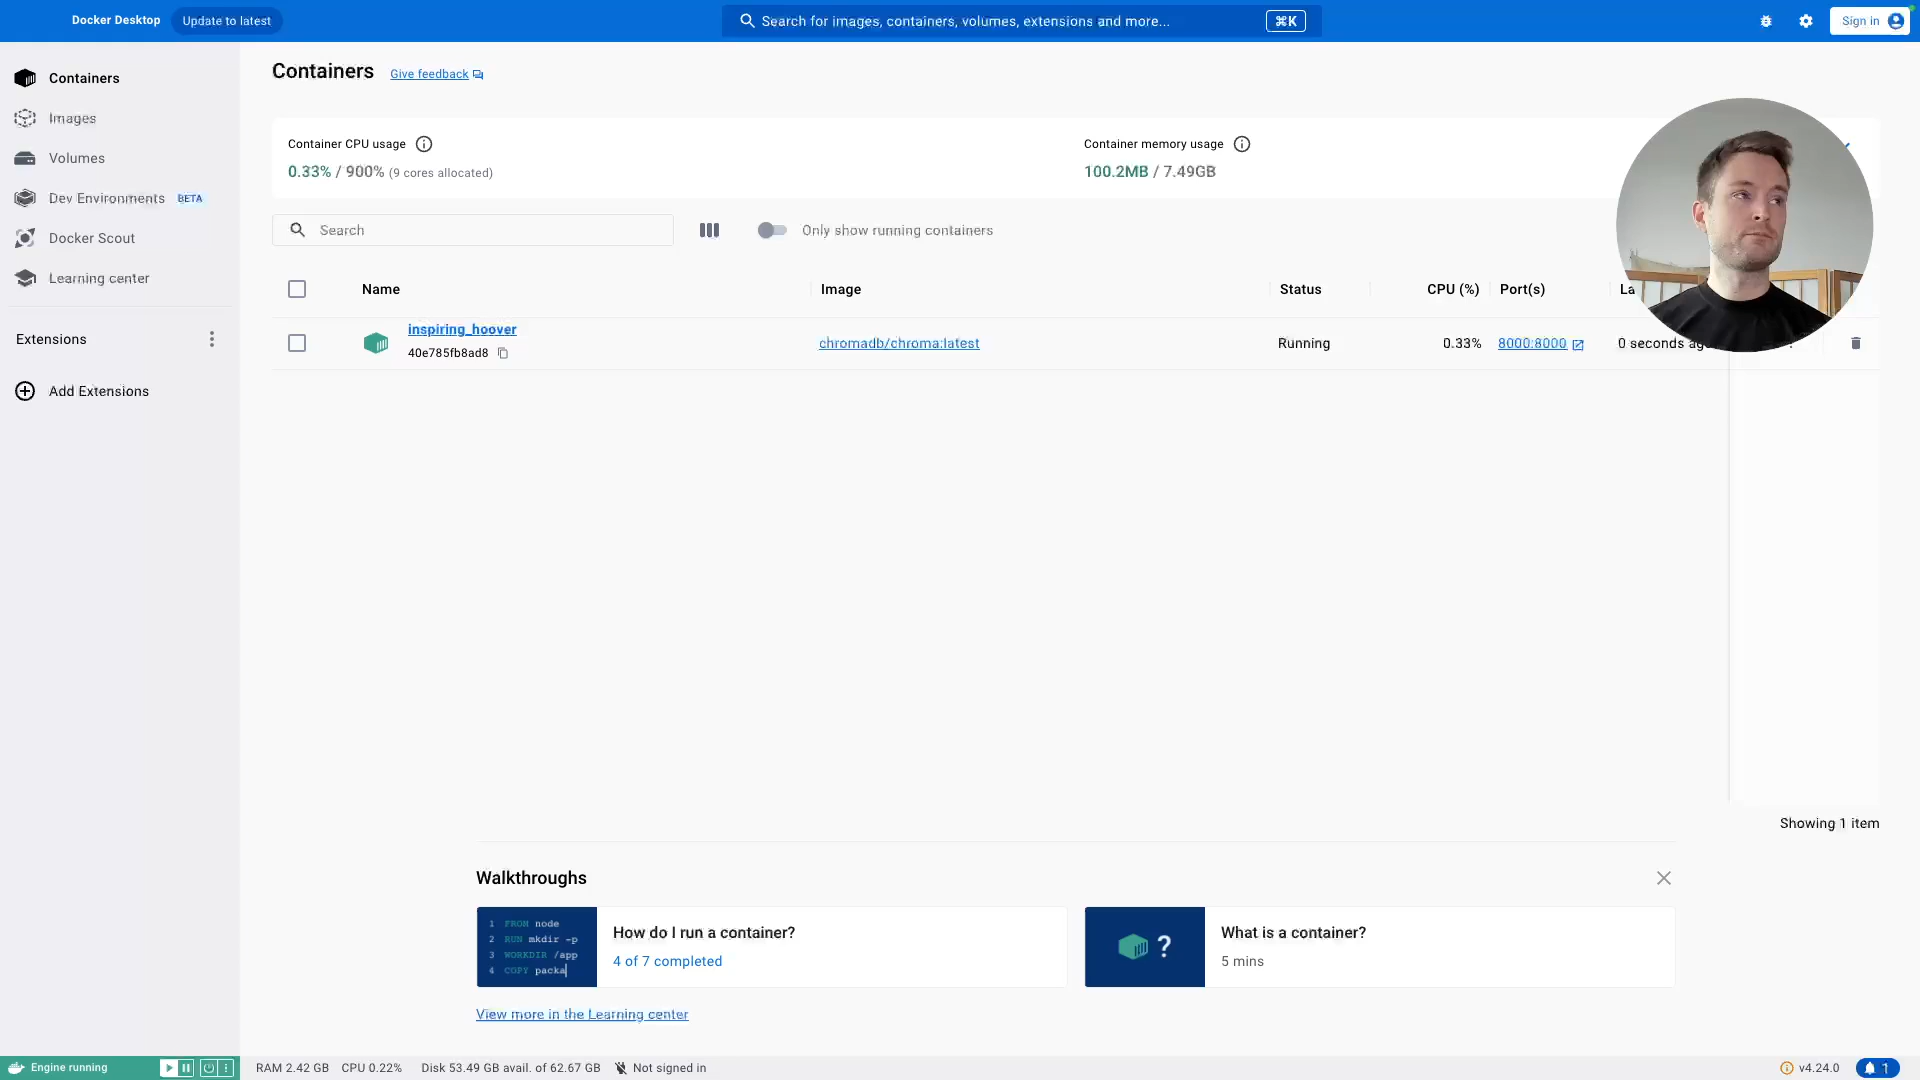 Docker Desktop
Update to latest
Search for images, containers, volumes, extensions and more...
⌘K
Sign in
Containers
Images
Volumes
Dev Environments BETA
Docker Scout
Learning center
Extensions
Add Extensions
Containers
Give feedback
Container CPU usage
0.33% / 900% (9 cores allocated)
Container memory usage
100.2MB / 7.49GB
Search
Only show running containers
Name Image Status CPU (%) Port(s) La
inspiring_hoover
40e785fb8ad8
chromadb/chroma:latest
Running
0.33%
8000:8000
0 seconds ago
Showing 1 item
Walkthroughs
1 FROM node
2 RUN mkdir -p
3 WORKDIR /app
4 COPY packa
How do I run a container?
4 of 7 completed
?
What is a container?
5 mins
View more in the Learning center
Engine running
RAM 2.42 GB CPU 0.22% Disk 53.49 GB avail. of 62.67 GB Not signed in
v4.24.0
1